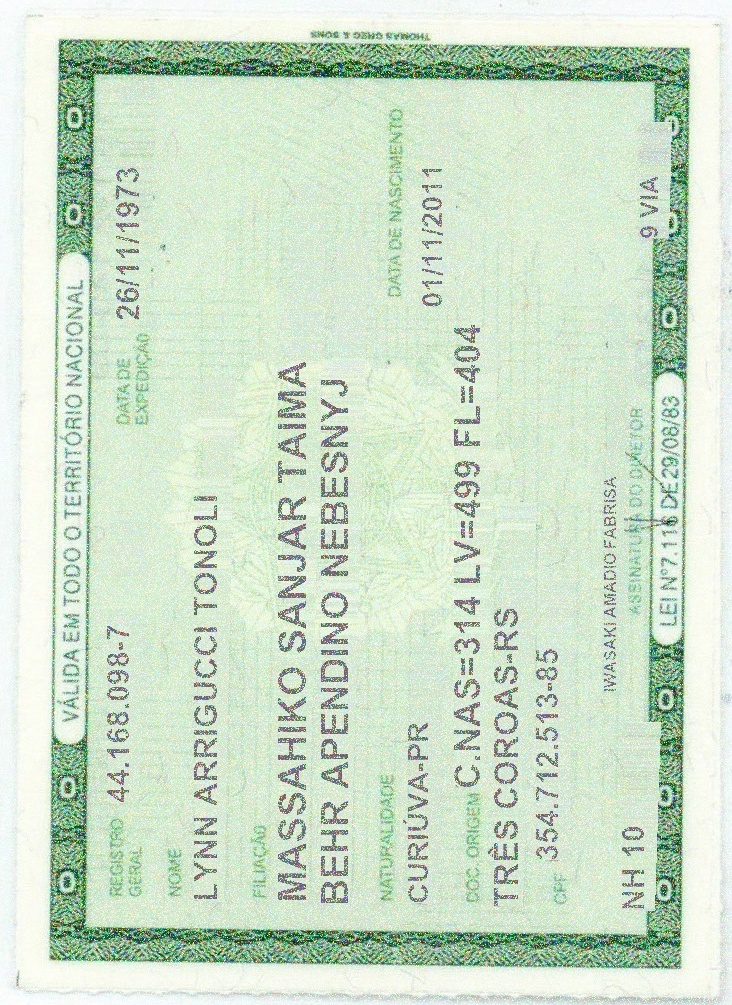 VÁLIDA EM TODO O TERRITÓRIO NACIONAL
REGISTRO GERAL 44.168.098-7 DATA DE EXPEDIÇÃO 26/11/1973
NOME
LYNN ARRIGUCCI TONOLI
FILIAÇÃO
MASSAHIKO SANJAR TAIMA
BEHR APENDINO NEBESNYJ
NATURALIDADE DATA DE NASCIMENTO
CURIÚVA-PR 01/11/2011
DOC. ORIGEM C.NAS=314 LV=499 FL=404
TRÊS COROAS-RS
CPF 354.712.513-85
IWASAKI AMADIO FABRISA
NH 10 ASSINATURA DO DIRETOR 9 VIA
LEI Nº 7.116 DE 29/08/83
THOMAS GREG & SONS